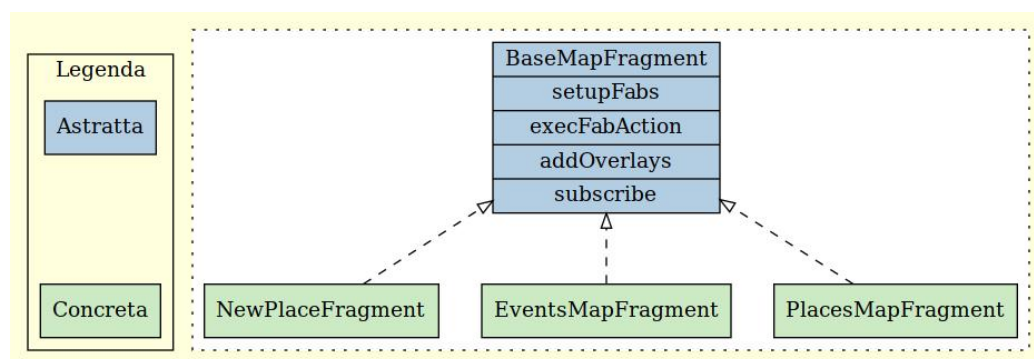 Legenda
Astratta
Concreta
BaseMapFragment
setupFabs
execFabAction
addOverlays
subscribe
NewPlaceFragment
EventsMapFragment
PlacesMapFragment